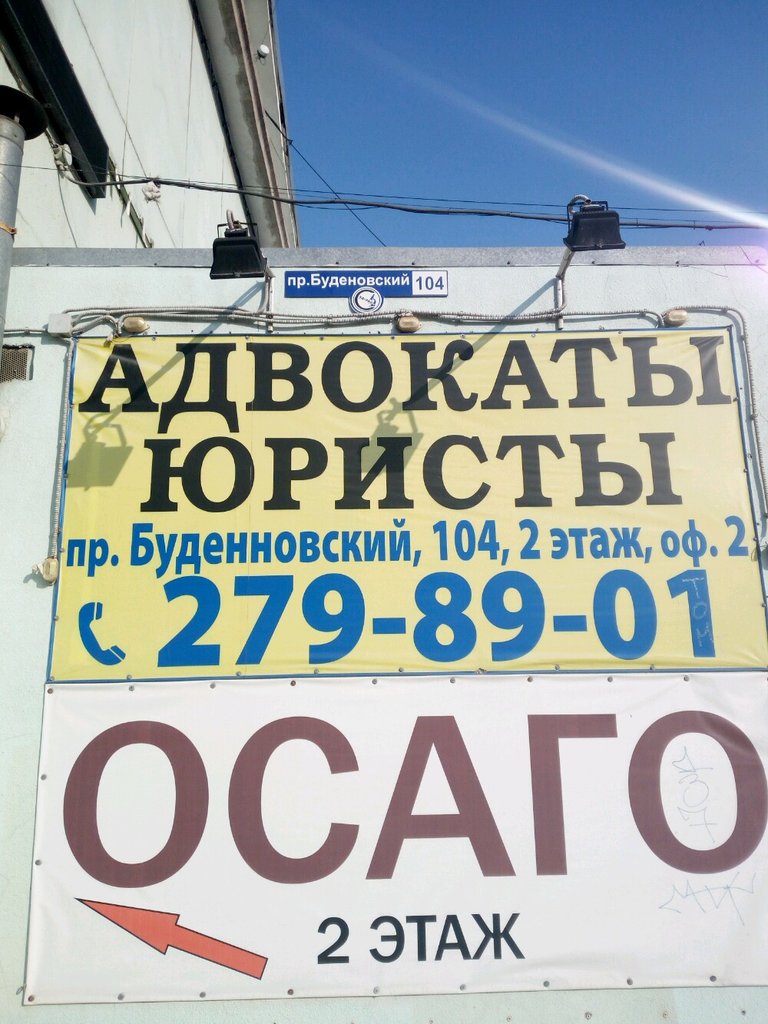 пр.Буденовский 104
АДВОКАТЫ
ЮРИСТЫ
пр. Буденновский, 104, 2 этаж, оф. 2
279-89-01
ОСАГО
2 ЭТАЖ